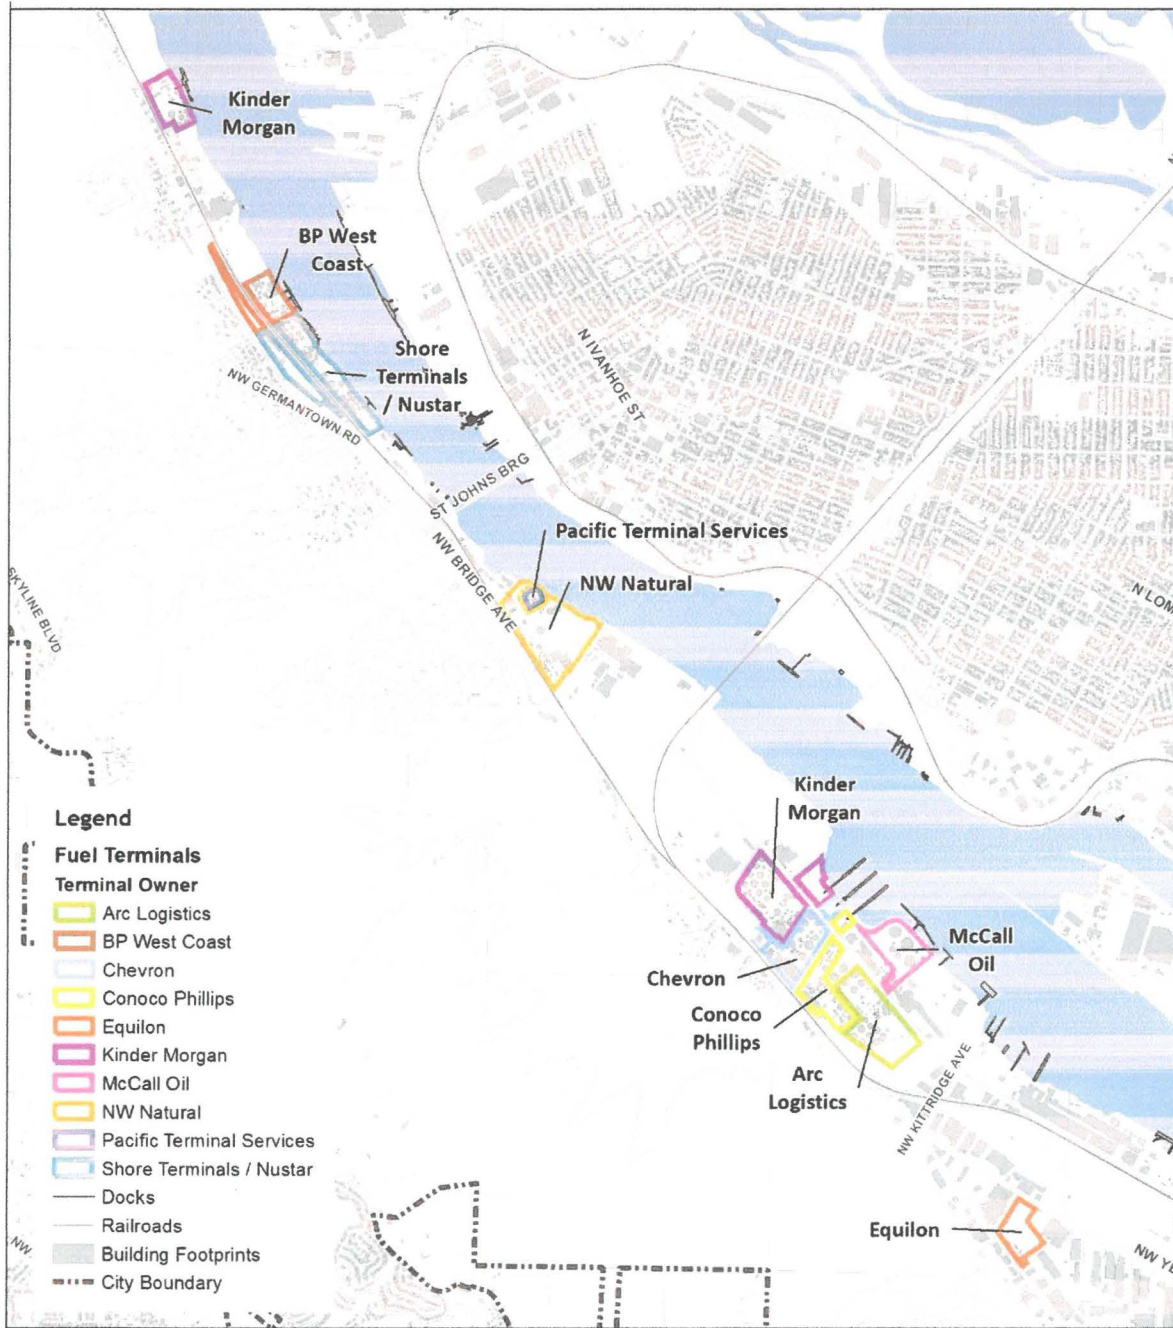 Kinder
Morgan
BP West
Coast
Shore
Terminals
/ Nustar
NW GERMANTOWN RD
N IVANHOE ST
ST JOHNS BRG
Pacific Terminal Services
NW BRIDGE AVE
NW Natural
SKYLINE BLVD
N LOM
Kinder
Morgan
McCall
Oil
Chevron
Conoco
Phillips
Arc
Logistics
NW KITTRIDGE AVE
Equilon
NW YE
NW
Legend
Fuel Terminals
Terminal Owner
Arc Logistics
BP West Coast
Chevron
Conoco Phillips
Equilon
Kinder Morgan
McCall Oil
NW Natural
Pacific Terminal Services
Shore Terminals / Nustar
Docks
Railroads
Building Footprints
City Boundary